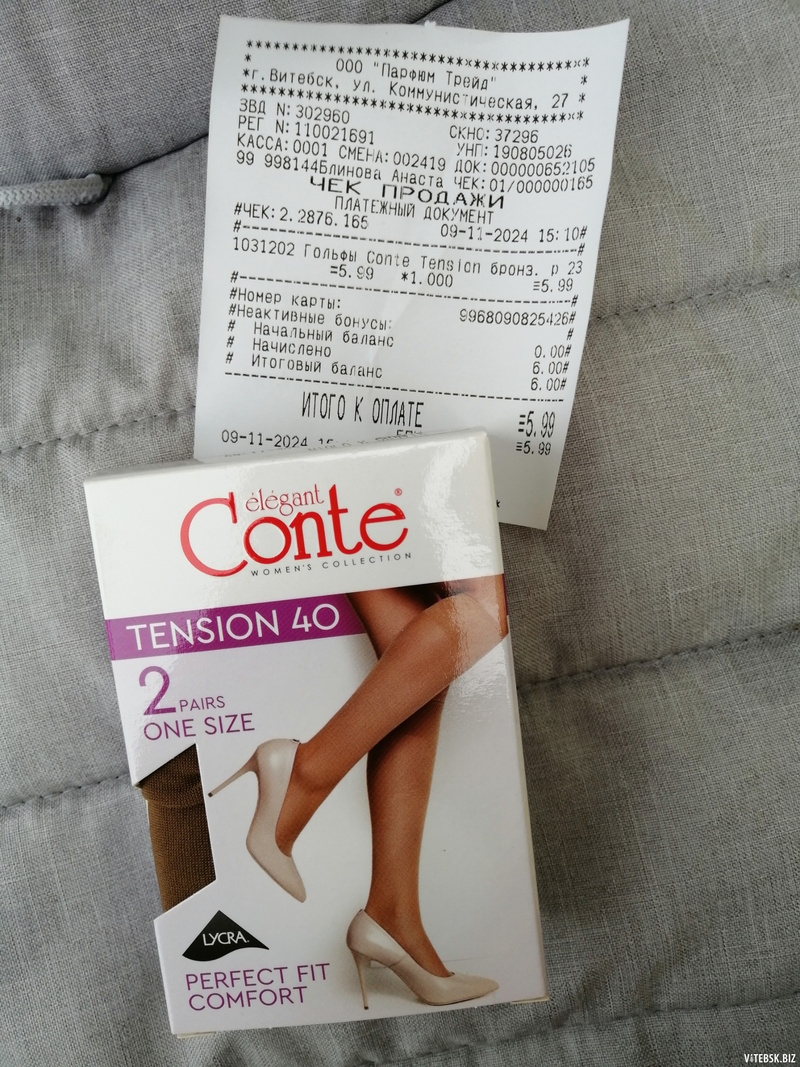 ************************************
* ООО "Парфюм Трейд" *
*г.Витебск, ул. Коммунистическая, 27 *
************************************
ЗВД N:302960 СКНО:37296
РЕГ N:110021691 УНП:190805026
КАССА:0001 СМЕНА:002419 ДОК:000000652105
99 998144Блинова Анаста ЧЕК:01/000000165
ЧЕК ПРОДАЖИ
ПЛАТЕЖНЫЙ ДОКУМЕНТ
#ЧЕК:2.2876.165 09-11-2024 15:10#
#--------------------------------------#
1031202 Гольфы Conte Tension бронз. р 23
=5.99 *1.000 ≡5.99
#--------------------------------------#
#Номер карты: 9968090825426#
#Неактивные бонусы: #
# Начальный баланс 0.00#
# Начислено 6.00#
# Итоговый баланс 6.00#
----------------------------------------
ИТОГО К ОПЛАТЕ ≡5.99
≡5.99
09-11-2024
élégant
Conte®
WOMEN'S COLLECTION
TENSION 40
2 PAIRS
ONE SIZE
LYCRA
PERFECT FIT
COMFORT
VITEBSK.BIZ